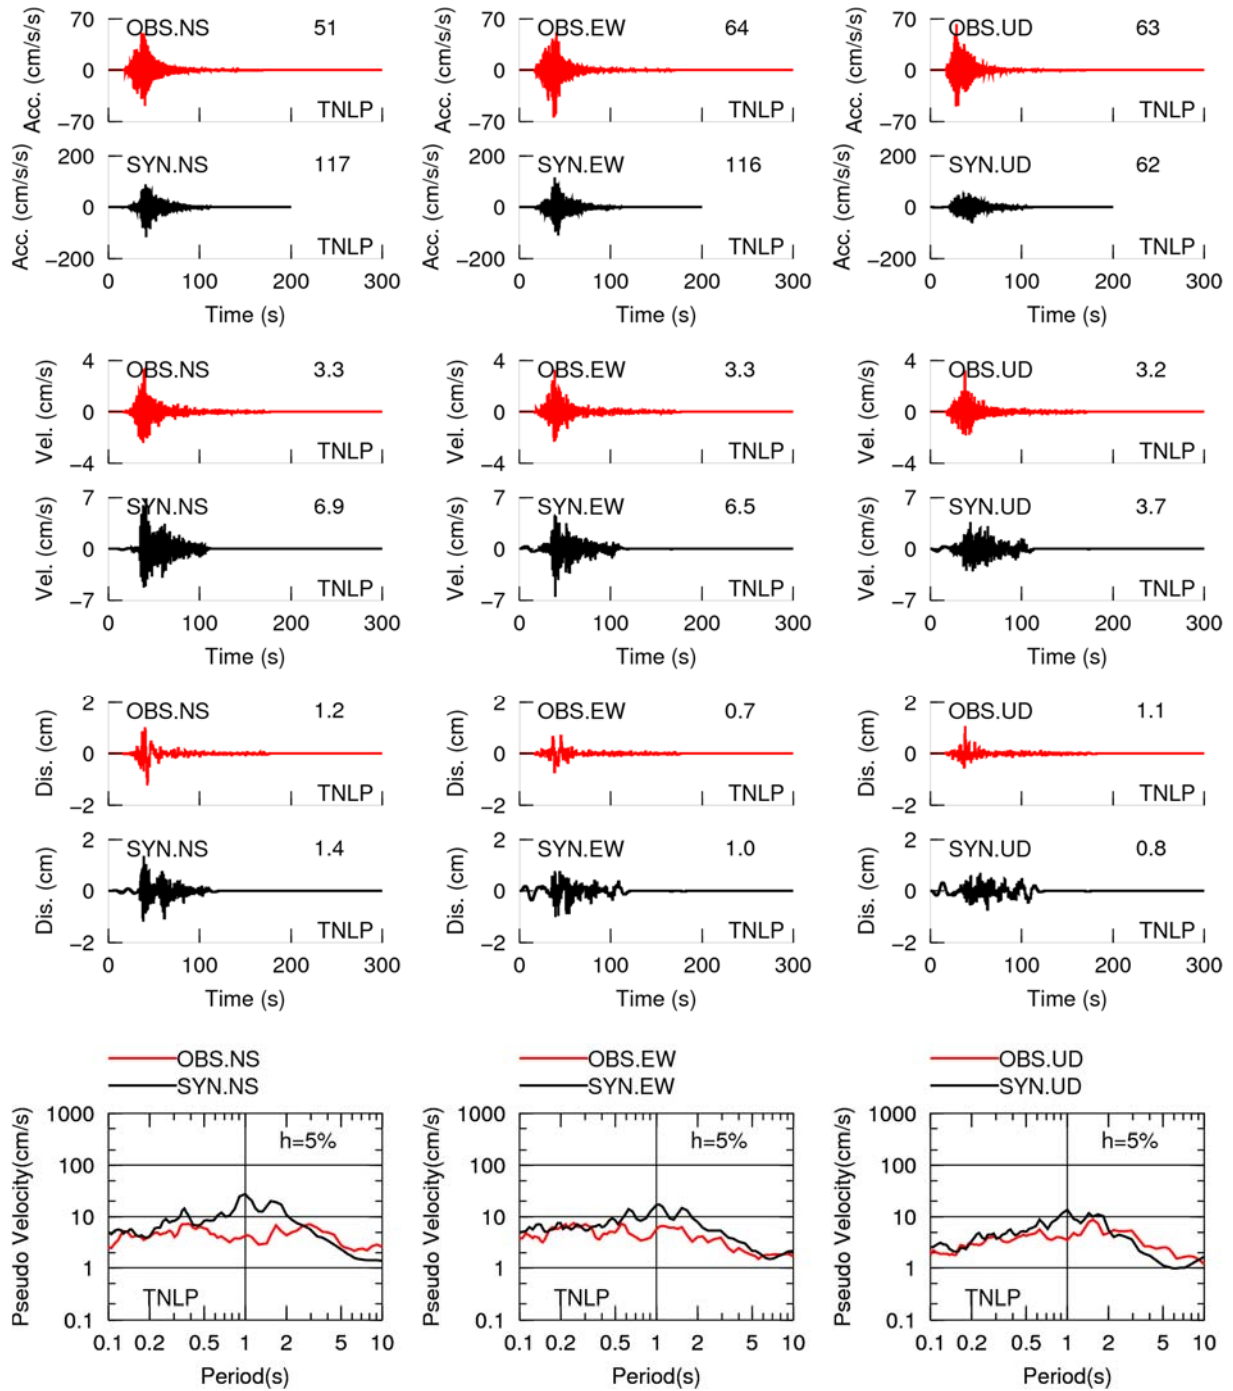 70 OBS.NS 51
0
−70 TNLP
Acc. (cm/s/s)
200 SYN.NS 117
0
−200 TNLP
Acc. (cm/s/s)
0 100 200 300
Time (s)
70 OBS.EW 64
0
−70 TNLP
Acc. (cm/s/s)
200 SYN.EW 116
0
−200 TNLP
Acc. (cm/s/s)
0 100 200 300
Time (s)
70 OBS.UD 63
0
−70 TNLP
Acc. (cm/s/s)
200 SYN.UD 62
0
−200 TNLP
Acc. (cm/s/s)
0 100 200 300
Time (s)
4 OBS.NS 3.3
0
−4 TNLP
Vel. (cm/s)
7 SYN.NS 6.9
0
−7 TNLP
Vel. (cm/s)
0 100 200 300
Time (s)
4 OBS.EW 3.3
0
−4 TNLP
Vel. (cm/s)
7 SYN.EW 6.5
0
−7 TNLP
Vel. (cm/s)
0 100 200 300
Time (s)
4 OBS.UD 3.2
0
−4 TNLP
Vel. (cm/s)
7 SYN.UD 3.7
0
−7 TNLP
Vel. (cm/s)
0 100 200 300
Time (s)
2 OBS.NS 1.2
0
−2 TNLP
Dis. (cm)
2 SYN.NS 1.4
0
−2 TNLP
Dis. (cm)
0 100 200 300
Time (s)
2 OBS.EW 0.7
0
−2 TNLP
Dis. (cm)
2 SYN.EW 1.0
0
−2 TNLP
Dis. (cm)
0 100 200 300
Time (s)
2 OBS.UD 1.1
0
−2 TNLP
Dis. (cm)
2 SYN.UD 0.8
0
−2 TNLP
Dis. (cm)
0 100 200 300
Time (s)
OBS.NS
SYN.NS
1000
h=5%
100
10
1
TNLP
0.1
Pseudo Velocity(cm/s)
0.1 0.2 0.5 1 2 5 10
Period(s)
OBS.EW
SYN.EW
1000
h=5%
100
10
1
TNLP
0.1
Pseudo Velocity(cm/s)
0.1 0.2 0.5 1 2 5 10
Period(s)
OBS.UD
SYN.UD
1000
h=5%
100
10
1
TNLP
0.1
Pseudo Velocity(cm/s)
0.1 0.2 0.5 1 2 5 10
Period(s)